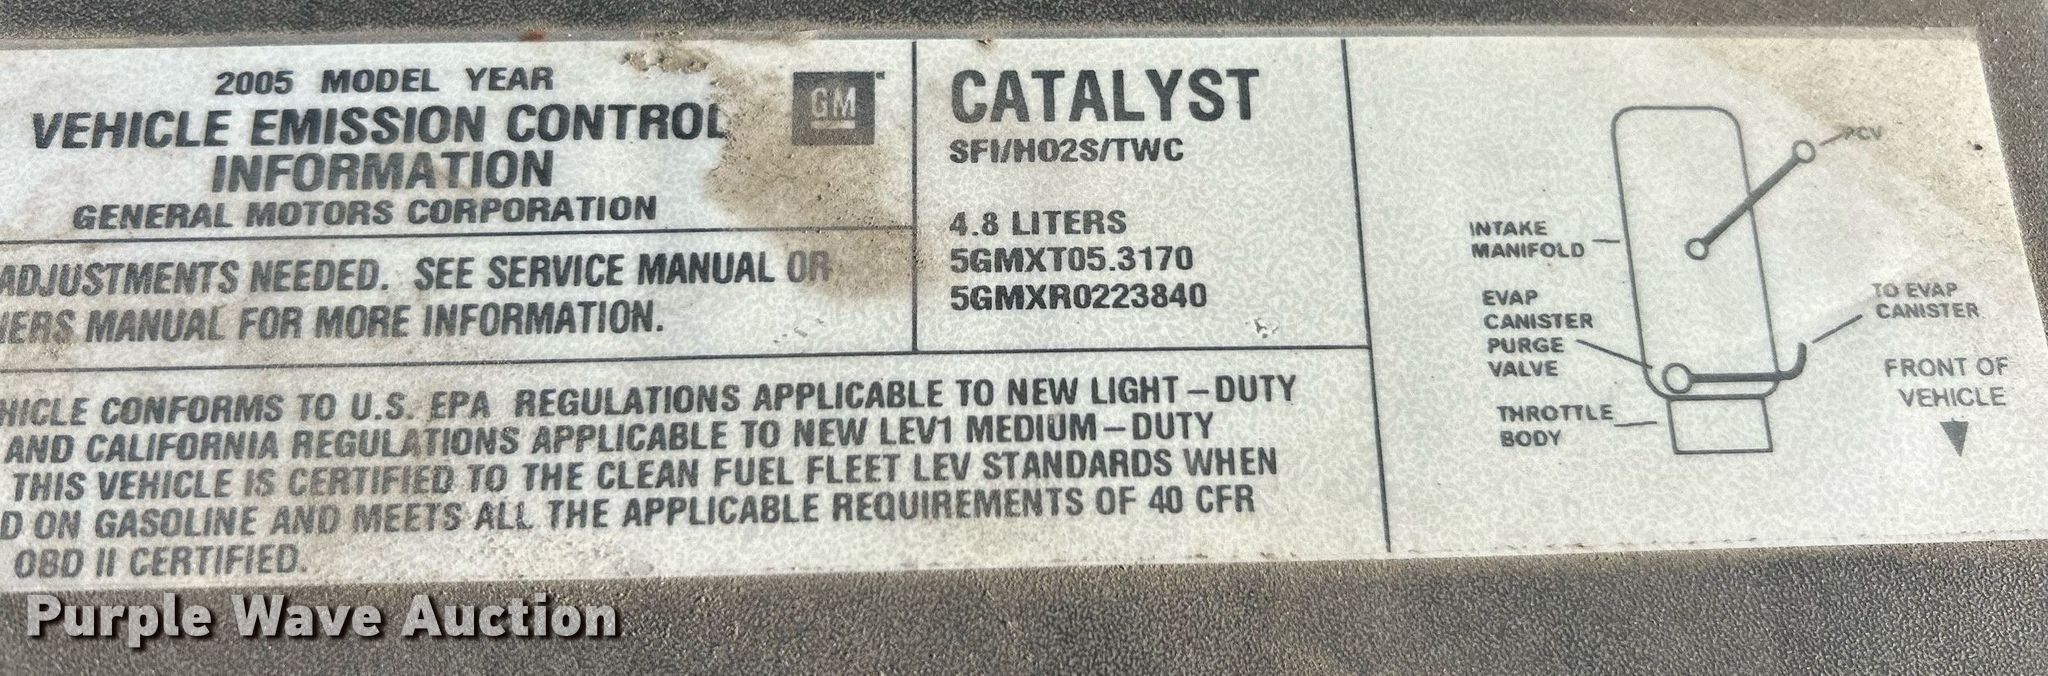 2005 MODEL YEAR
VEHICLE EMISSION CONTROL
INFORMATION
GENERAL MOTORS CORPORATION
GM
ADJUSTMENTS NEEDED. SEE SERVICE MANUAL OR
NERS MANUAL FOR MORE INFORMATION.
CATALYST
SFI/HO2S/TWC
4.8 LITERS
5GMXT05.3170
5GMXR0223840
HICLE CONFORMS TO U.S. EPA REGULATIONS APPLICABLE TO NEW LIGHT-DUTY
AND CALIFORNIA REGULATIONS APPLICABLE TO NEW LEV1 MEDIUM-DUTY
THIS VEHICLE IS CERTIFIED TO THE CLEAN FUEL FLEET LEV STANDARDS WHEN
D ON GASOLINE AND MEETS ALL THE APPLICABLE REQUIREMENTS OF 40 CFR
OBD II CERTIFIED.
PCV
INTAKE
MANIFOLD
EVAP
CANISTER
PURGE
VALVE
THROTTLE
BODY
TO EVAP
CANISTER
FRONT OF
VEHICLE
Purple Wave Auction